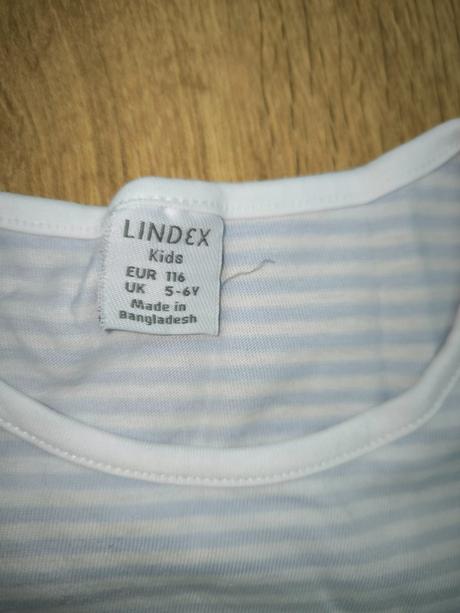 LINDEX
Kids
EUR 116
UK 5-6Y
Made in
Bangladesh